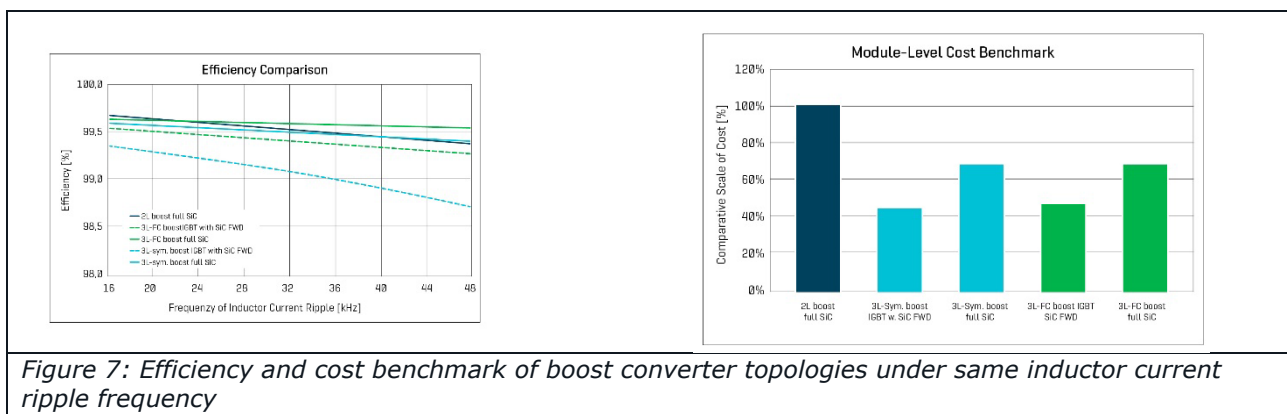 Efficiency Comparison
100,0
99,5
99,0
98,5
98,0
Efficiency [%]
2L boost full SiC
3L-FC boostIGBT with SiC FWD
3L-FC boost full SiC
3L-sym. boost IGBT with SiC FWD
3L-sym. boost full SiC
16 20 24 28 32 36 40 44 48
Frequenzy of Inductor Current Ripple [kHz]
Module-Level Cost Benchmark
120%
100%
80%
60%
40%
20%
0%
Comparative Scale of Cost [%]
2L boost
full SiC
3L-Sym. boost
IGBT w. SiC FWD
3L-Sym. boost
full SiC
3L-FC boost IGBT
SiC FWD
3L-FC boost
full SiC
Figure 7: Efficiency and cost benchmark of boost converter topologies under same inductor current
ripple frequency